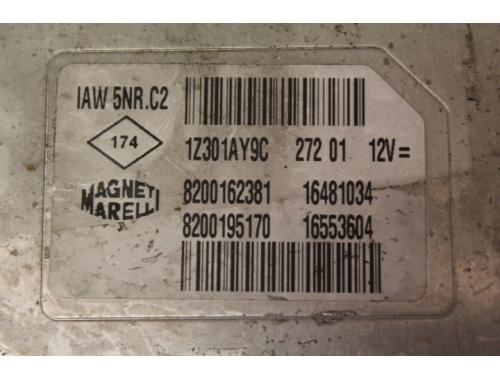 IAW 5NR.C2
174
1Z301AY9C 272 01 12V=
MAGNETI
MARELLI
8200162381 16481034
8200195170 16553604